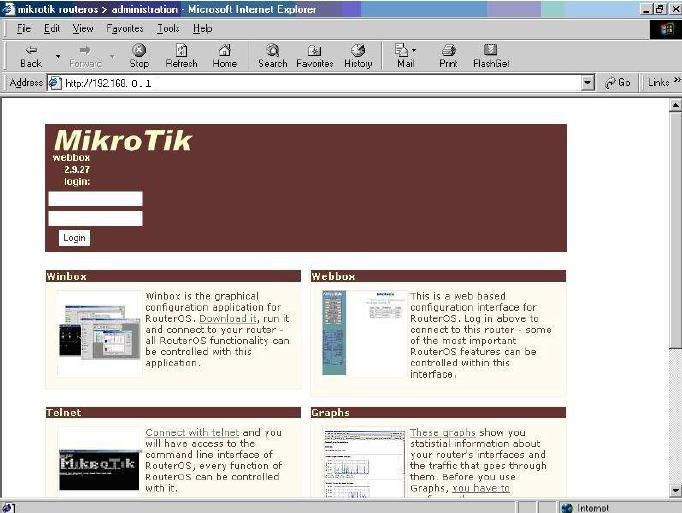 mikrotik routeros > administration - Microsoft Internet Explorer
File Edit View Favorites Tools Help
Back Forward Stop Refresh Home Search Favorites History Mail Print FlashGet
Address http://192.168. 0 . 1 Go Links »
MikroTik
webbox
2.9.27
login:
Login
Winbox
Winbox is the graphical
configuration application for
RouterOS. Download it, run it
and connect to your router -
all RouterOS functionality can
be controlled with this
application.
Webbox
This is a web based
configuration interface for
RouterOS. Log in above to
connect to this router - some
of the most important
RouterOS features can be
controlled within this
interface.
Telnet
MikroTik
Connect with telnet and you
will have access to the
command line interface of
RouterOS, every function of
RouterOS can be controlled
with it.
Graphs
These graphs show you
statistial information about
your router's interfaces and
the traffic that goes through
them. Before you use
Graphs, you have to
Internet